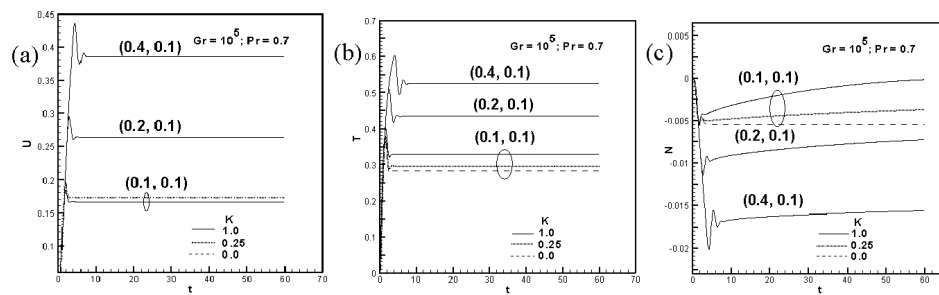 (a)
0.45
0.4
0.35
0.3
0.25
0.2
0.15
0.1
U
Gr = 10^5; Pr = 0.7
(0.4, 0.1)
(0.2, 0.1)
(0.1, 0.1)
K
1.0
0.25
0.0
0 10 20 30 40 50 60 70
t
(b)
0.7
0.6
0.5
0.4
0.3
0.2
0.1
0
T
Gr = 10^5; Pr = 0.7
(0.4, 0.1)
(0.2, 0.1)
(0.1, 0.1)
K
1.0
0.25
0.0
0 10 20 30 40 50 60 70
t
(c)
0.005
0
-0.005
-0.01
-0.015
-0.02
N
Gr = 10^5; Pr = 0.7
(0.1, 0.1)
(0.2, 0.1)
(0.4, 0.1)
K
1.0
0.25
0.0
0 20 40 60
t